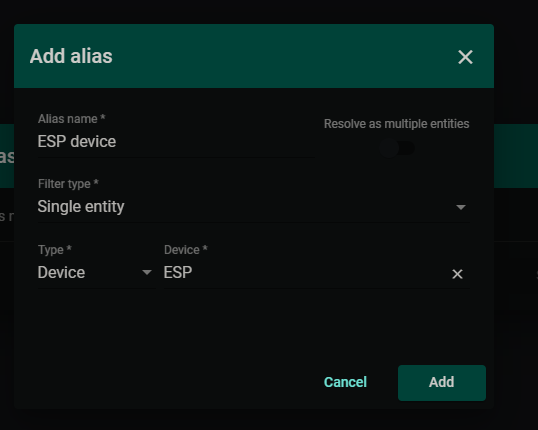 Add alias
Alias name *
Resolve as multiple entities
ESP device
Filter type *
Single entity
Type *
Device *
Device
ESP
Cancel
Add